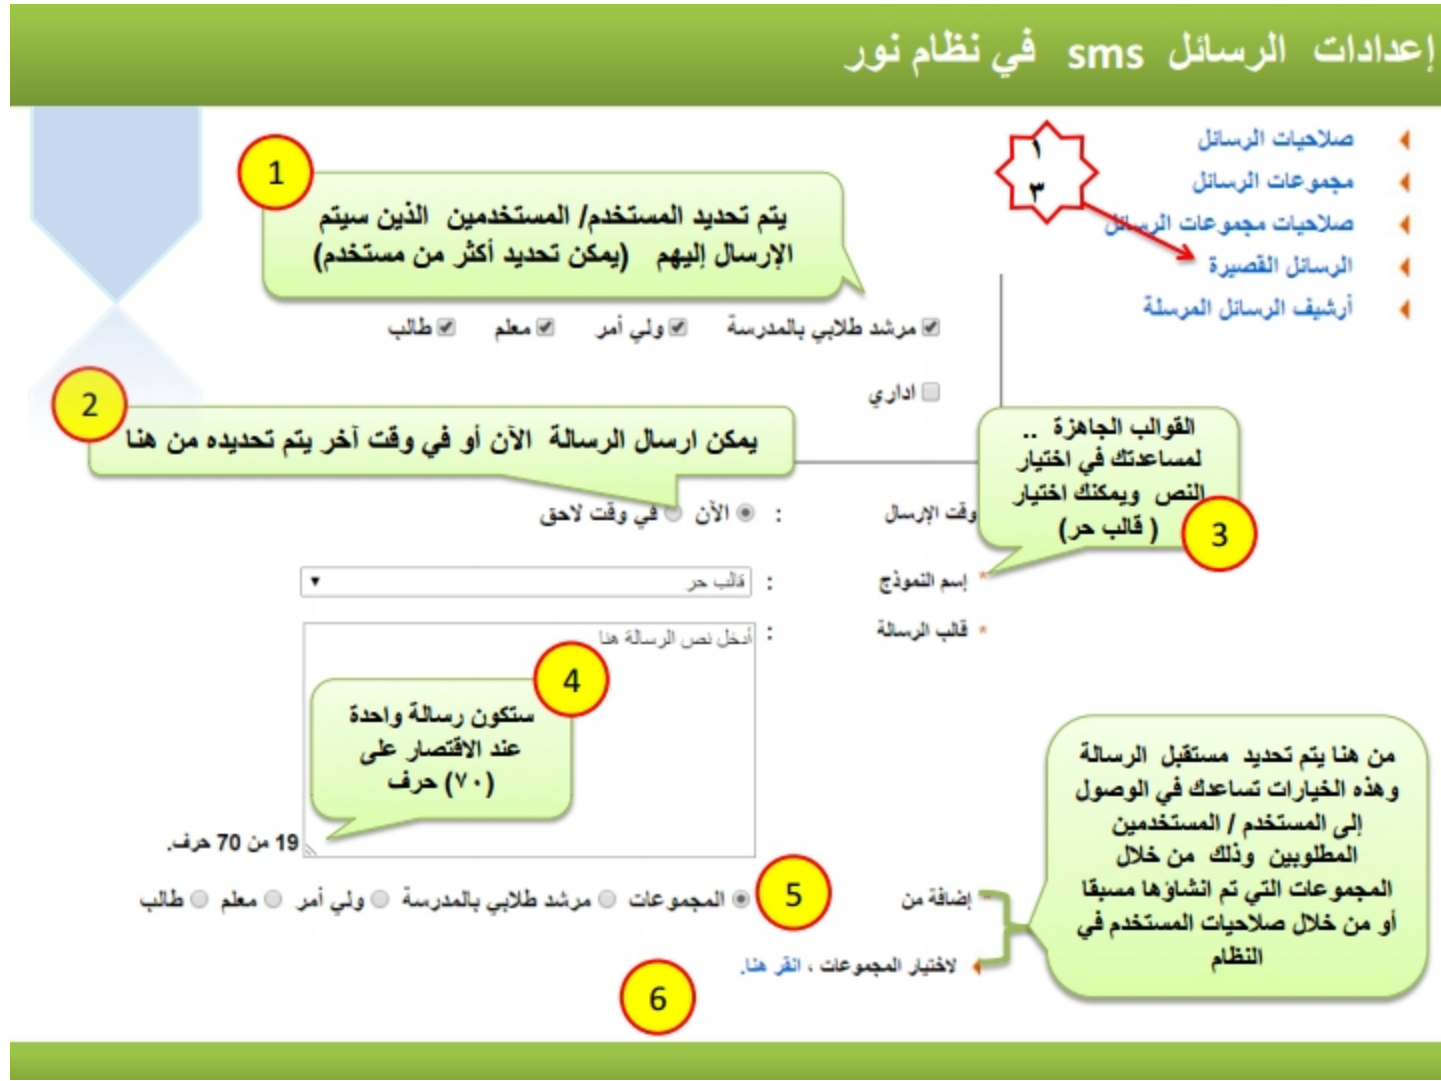 إعدادات الرسائل sms في نظام نور
صلاحيات الرسائل
مجموعات الرسائل
صلاحيات مجموعات الرسائل
الرسائل القصيرة
أرشيف الرسائل المرسلة
١
٣
1
يتم تحديد المستخدم/ المستخدمين الذين سيتم
الإرسال إليهم (يمكن تحديد أكثر من مستخدم)
مرشد طلابي بالمدرسة ولي أمر معلم طالب
اداري
2
يمكن ارسال الرسالة الآن أو في وقت آخر يتم تحديده من هنا
القوالب الجاهزة ..
لمساعدتك في اختيار
النص ويمكنك اختيار
( قالب حر)
3
وقت الإرسال : الآن في وقت لاحق
* إسم النموذج : قالب حر
* قالب الرسالة : أدخل نص الرسالة هنا
4
ستكون رسالة واحدة
عند الاقتصار على
(٧٠) حرف
19 من 70 حرف.
من هنا يتم تحديد مستقبل الرسالة
وهذه الخيارات تساعدك في الوصول
إلى المستخدم / المستخدمين
المطلوبين وذلك من خلال
المجموعات التي تم انشاؤها مسبقا
أو من خلال صلاحيات المستخدم في
النظام
إضافة من
5
المجموعات مرشد طلابي بالمدرسة ولي أمر معلم طالب
لاختيار المجموعات ، انقر هنا.
6